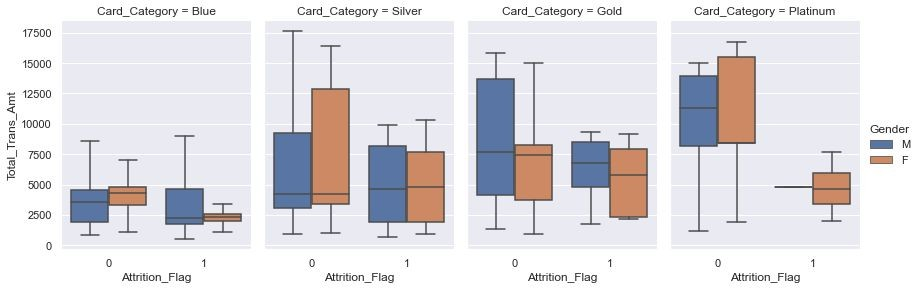 Card_Category = Blue
Card_Category = Silver
Card_Category = Gold
Card_Category = Platinum
Total_Trans_Amt
17500
15000
12500
10000
7500
5000
2500
0
0 1
Attrition_Flag
0 1
Attrition_Flag
0 1
Attrition_Flag
0 1
Attrition_Flag
Gender
M
F